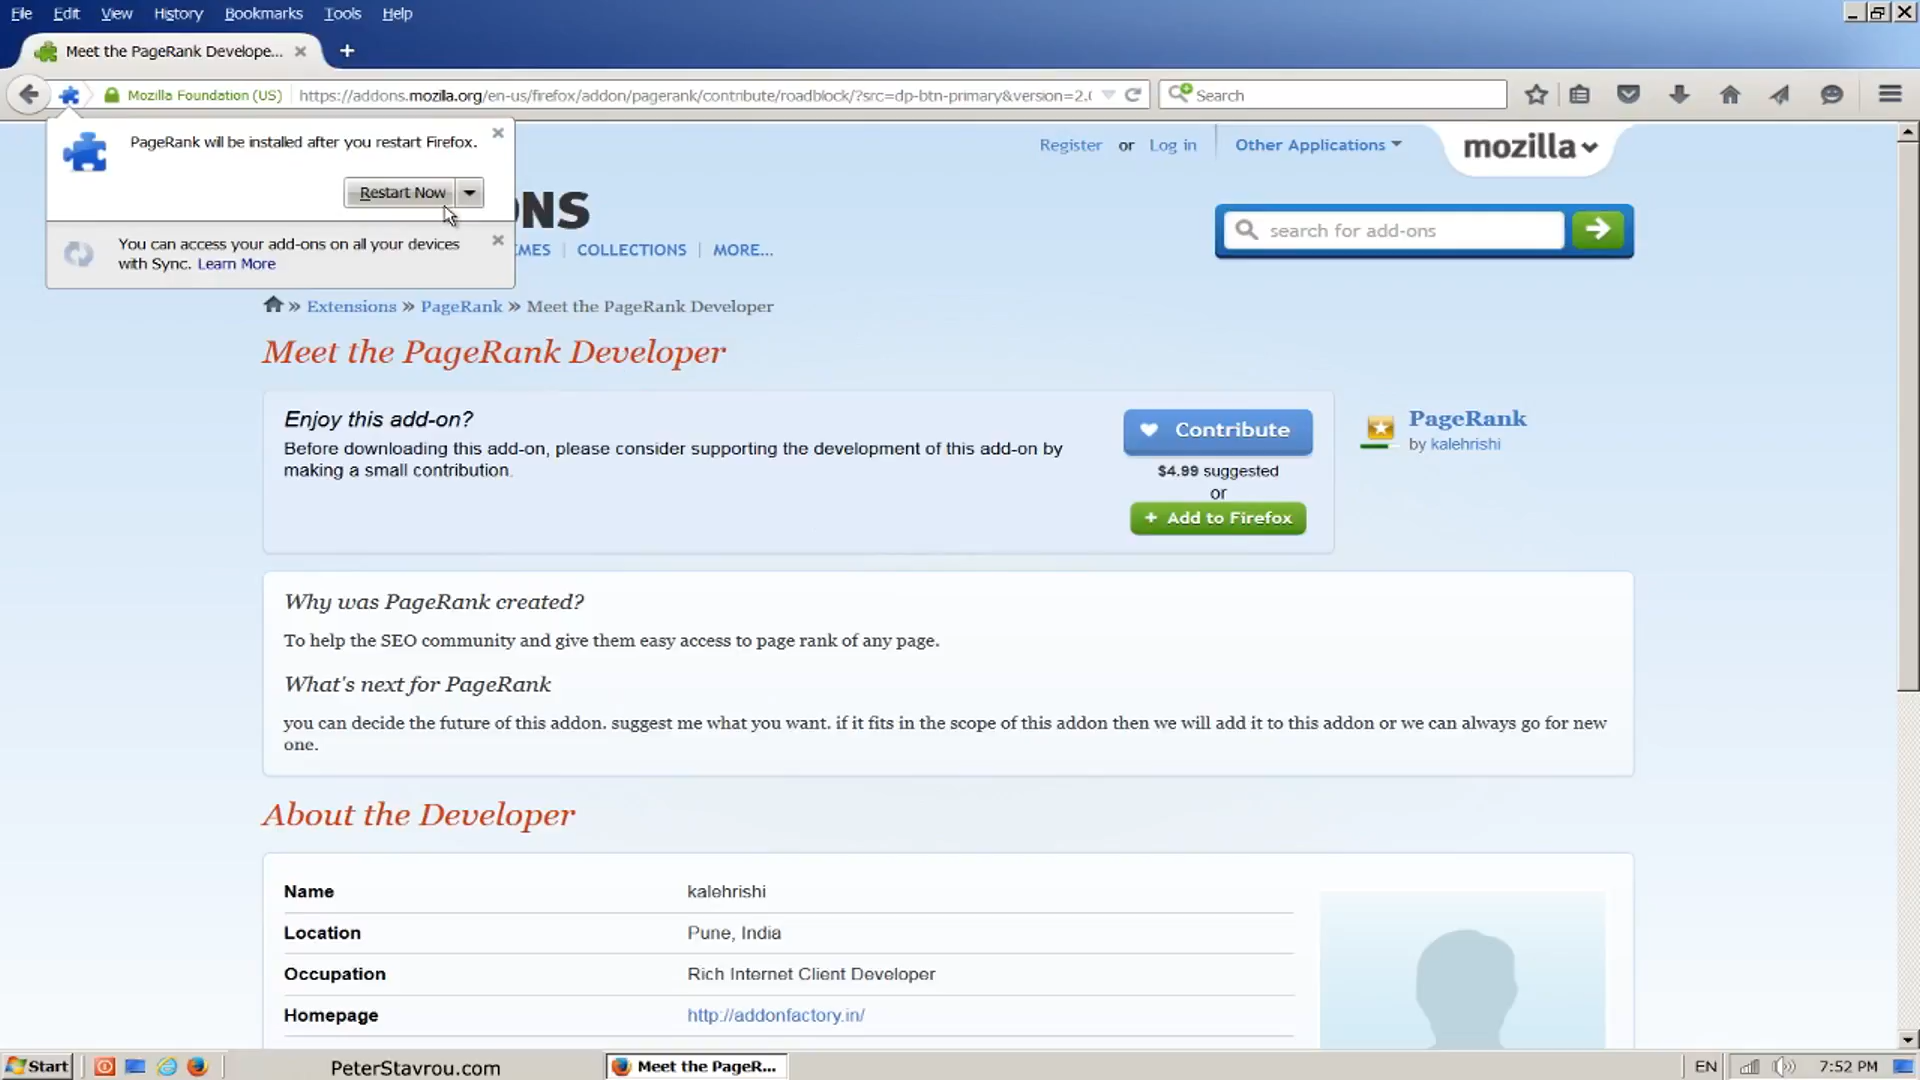 File Edit View History Bookmarks Tools Help
Meet the PageRank Develope...
Mozilla Foundation (US) https://addons.mozilla.org/en-us/firefox/addon/pagerank/contribute/roadblock/?src=dp-btn-primary&version=2.( Search
PageRank will be installed after you restart Firefox.
Restart Now
You can access your add-ons on all your devices
with Sync. Learn More
Register or Log in Other Applications mozilla
ONS
MES COLLECTIONS MORE...
search for add-ons
» Extensions » PageRank » Meet the PageRank Developer
Meet the PageRank Developer
Enjoy this add-on?
Before downloading this add-on, please consider supporting the development of this add-on by
making a small contribution.
Contribute
$4.99 suggested
or
+ Add to Firefox
PageRank
by kalehrishi
Why was PageRank created?
To help the SEO community and give them easy access to page rank of any page.
What's next for PageRank
you can decide the future of this addon. suggest me what you want. if it fits in the scope of this addon then we will add it to this addon or we can always go for new
one.
About the Developer
Name kalehrishi
Location Pune, India
Occupation Rich Internet Client Developer
Homepage http://addonfactory.in/
Start PeterStavrou.com Meet the PageR... EN 7:52 PM